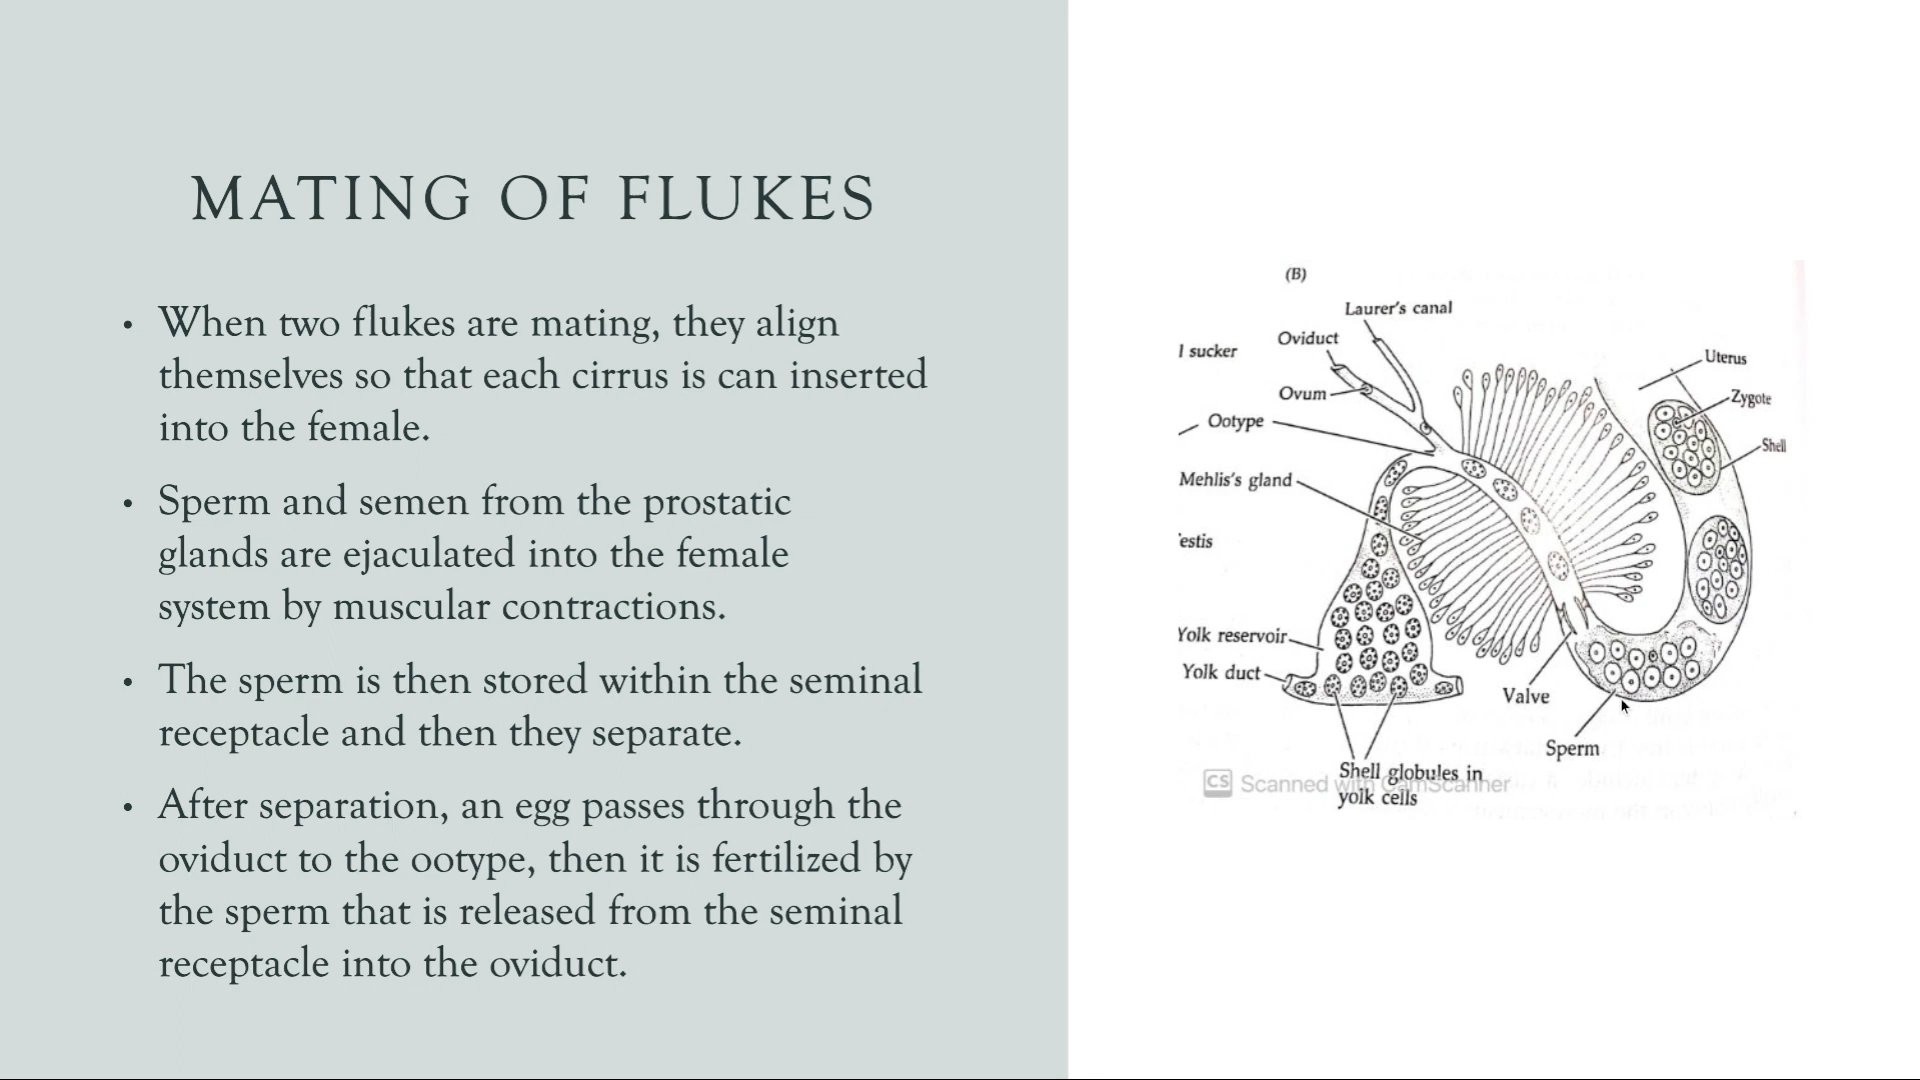 MATING OF FLUKES
• When two flukes are mating, they align
themselves so that each cirrus is can inserted
into the female.
• Sperm and semen from the prostatic
glands are ejaculated into the female
system by muscular contractions.
• The sperm is then stored within the seminal
receptacle and then they separate.
• After separation, an egg passes through the
oviduct to the ootype, then it is fertilized by
the sperm that is released from the seminal
receptacle into the oviduct.
(B)
Laurer's canal
Oviduct
l sucker
Uterus
Ovum
Zygote
Ootype
Shell
Mehlis's gland
estis
Yolk reservoir
Yolk duct
Valve
Sperm
Shell globules in
yolk cells
CS Scanned with CamScanner